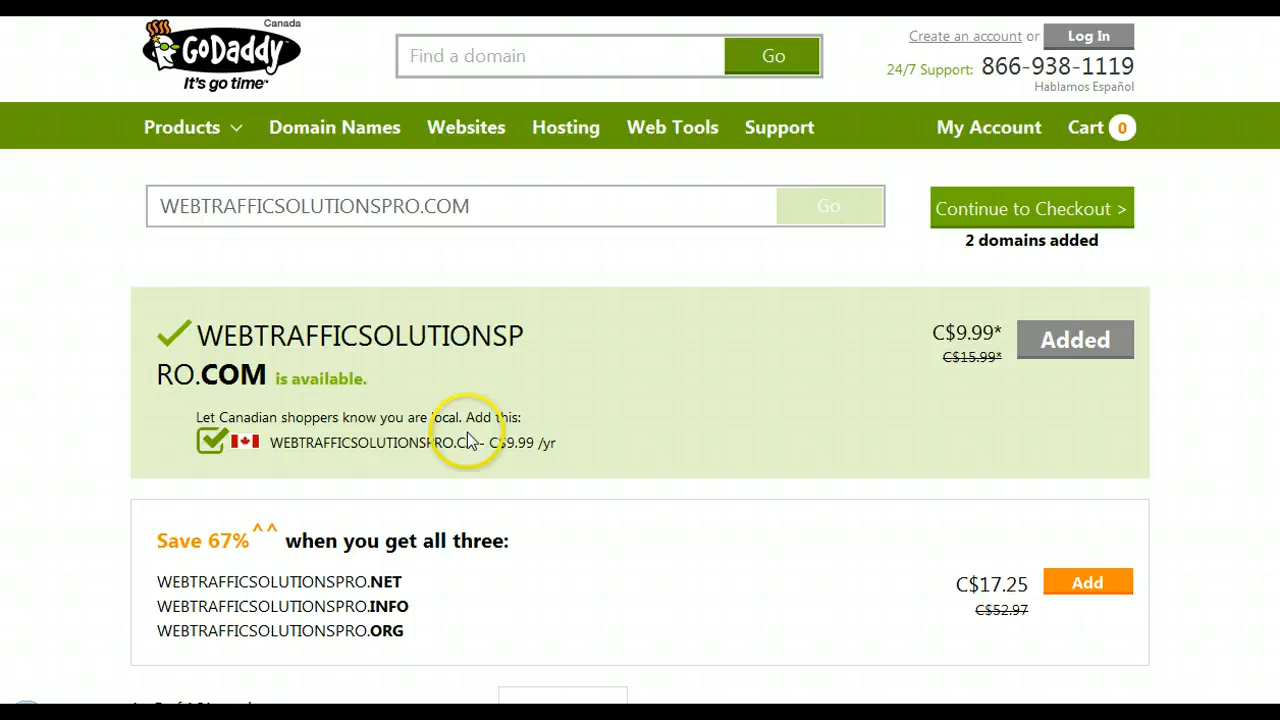 Canada
GoDaddy™
It's go time™
Find a domain
Go
Create an account or
Log In
24/7 Support: 866-938-1119
Hablamos Español
Products
Domain Names
Websites
Hosting
Web Tools
Support
My Account
Cart 0
WEBTRAFFICSOLUTIONSPRO.COM
Go
Continue to Checkout >
2 domains added
WEBTRAFFICSOLUTIONSP
RO.COM is available.
C$9.99*
C$15.99*
Added
Let Canadian shoppers know you are local. Add this:
WEBTRAFFICSOLUTIONSPRO.CA - C$9.99 /yr
Save 67%^^ when you get all three:
WEBTRAFFICSOLUTIONSPRO.NET
WEBTRAFFICSOLUTIONSPRO.INFO
WEBTRAFFICSOLUTIONSPRO.ORG
C$17.25
C$52.97
Add